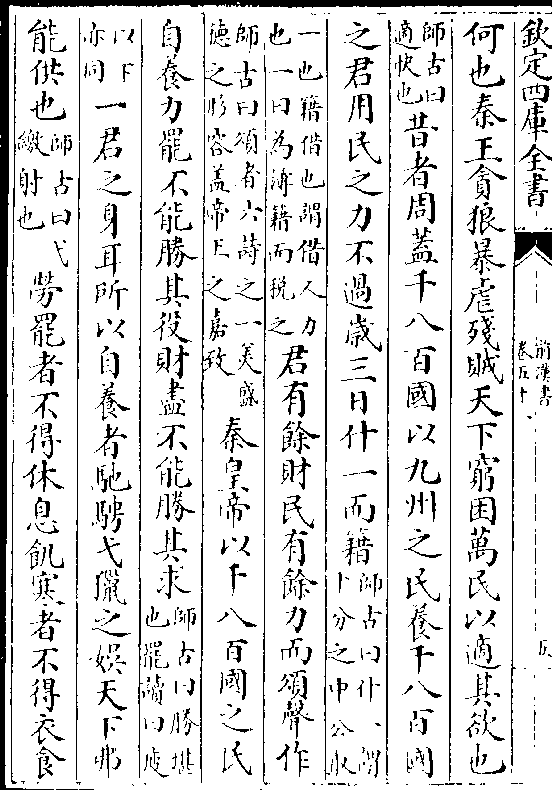 欽定四庫全書
前漢書
卷五十
何也秦王貪狼暴虐殘賊天下窮困萬民以適其欲也
師古曰適快也昔者周蓋千八百國以九州之民養千八百國
之君用民之力不過歲三日什一而籍師古曰什一謂十分之中公取
一也籍借也謂借人力也一曰為簿籍而稅之君有餘財民有餘力而頌聲作
師古曰頌者六詩之一美盛德之形容蓋帝王之嘉致秦皇帝以千八百國之民
自養力罷不能勝其役財盡不能勝其求師古曰勝堪也罷讀曰疲
以下亦同一君之身耳所以自養者馳騁弋獵之娛天下弗
能供也師古曰弋繳射也勞罷者不得休息飢寒者不得衣食